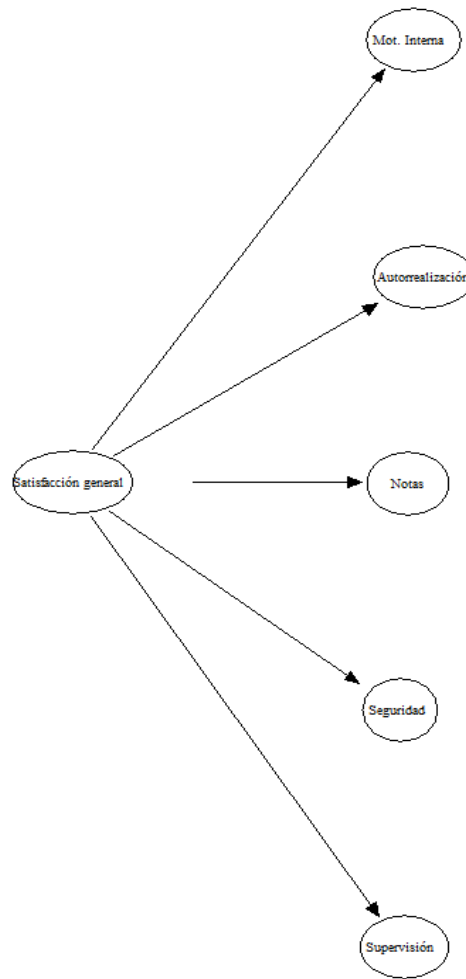 Mot. Interna
Autorrealización
Satisfacción general
Notas
Seguridad
Supervisión